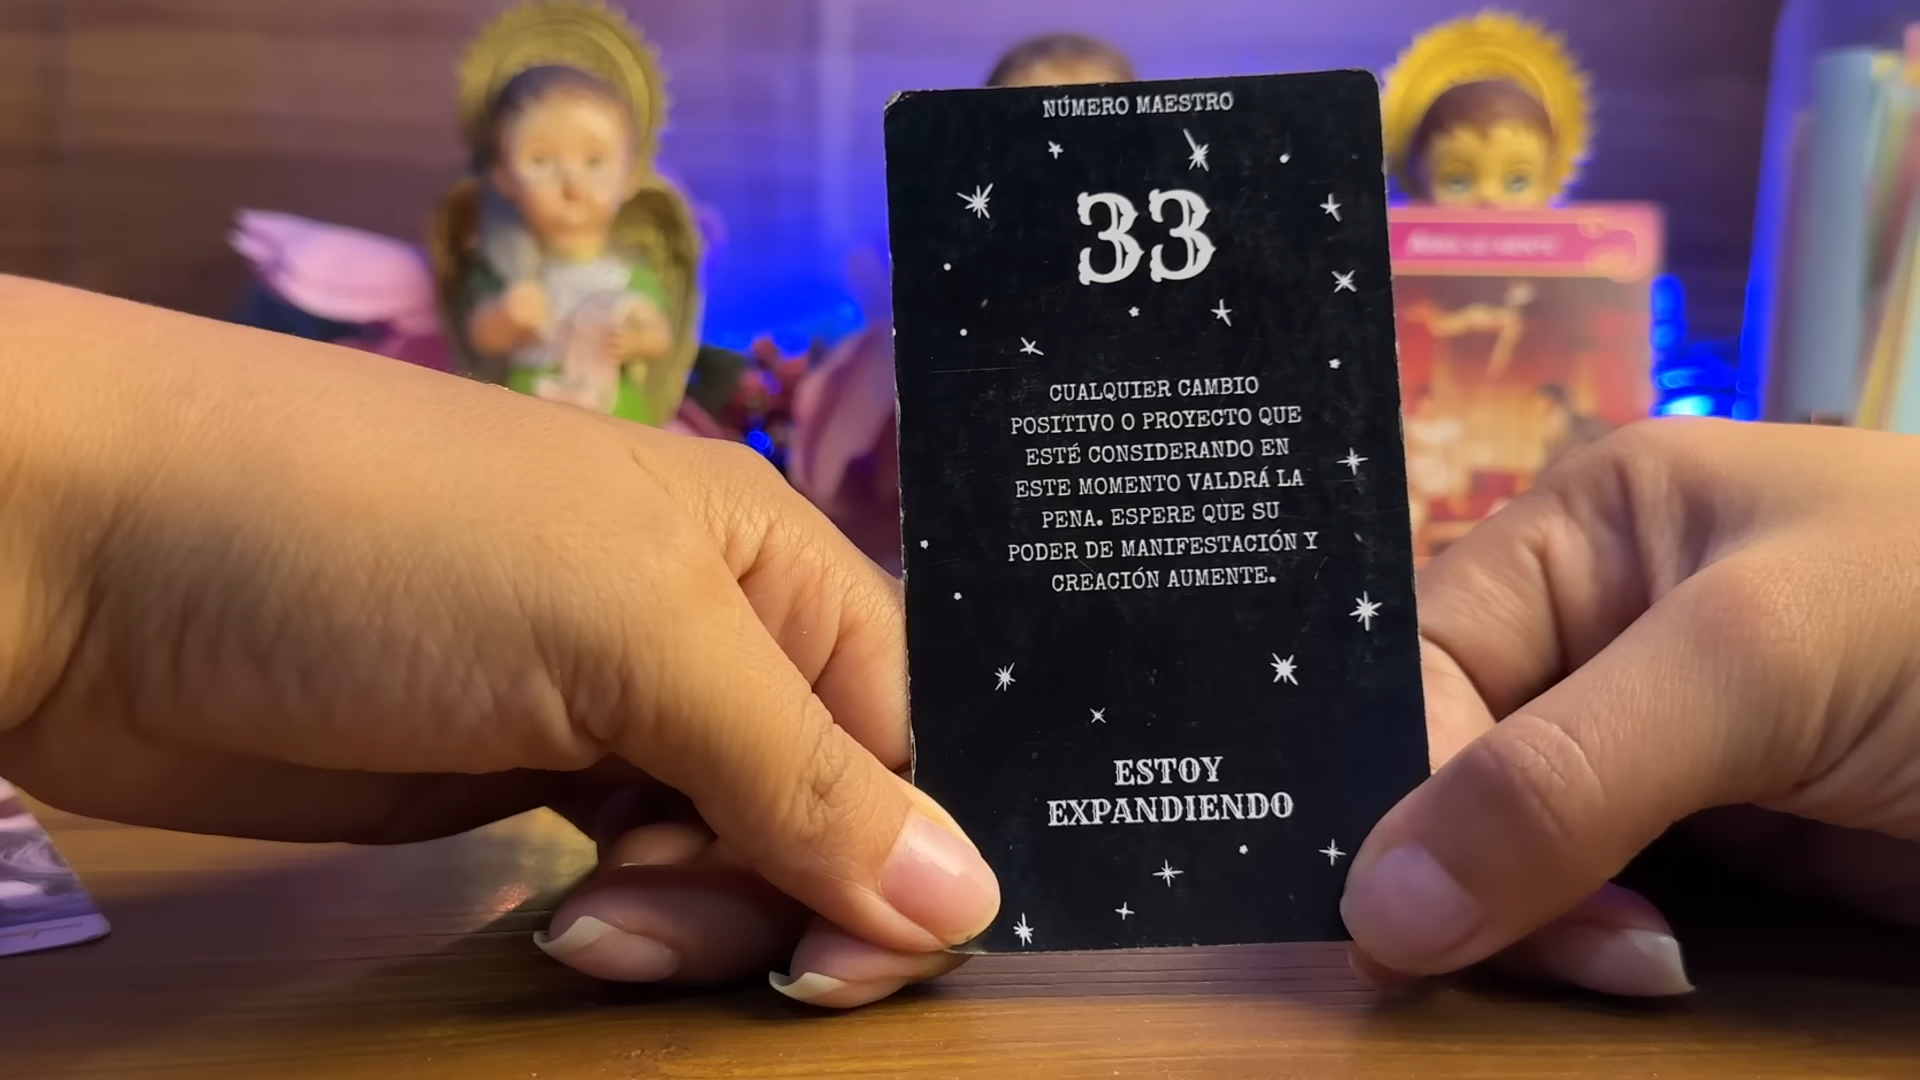 NÚMERO MAESTRO
33
CUALQUIER CAMBIO
POSITIVO O PROYECTO QUE
ESTÉ CONSIDERANDO EN
ESTE MOMENTO VALDRÁ LA
PENA. ESPERE QUE SU
PODER DE MANIFESTACIÓN Y
CREACIÓN AUMENTE.
ESTOY
EXPANDIENDO